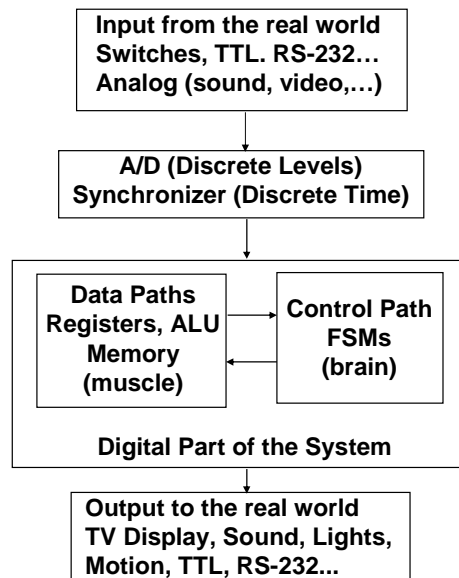 Input from the real world
Switches, TTL. RS-232...
Analog (sound, video,...)
A/D (Discrete Levels)
Synchronizer (Discrete Time)
Data Paths
Registers, ALU
Memory
(muscle)
Control Path
FSMs
(brain)
Digital Part of the System
Output to the real world
TV Display, Sound, Lights,
Motion, TTL, RS-232...